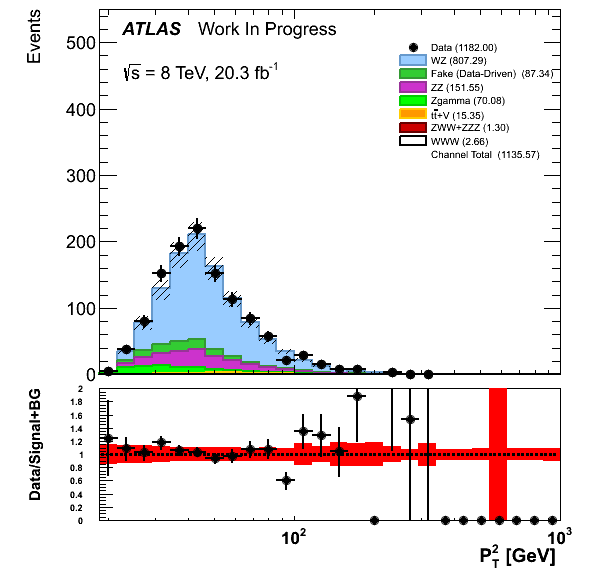 Events
ATLAS Work In Progress
√s = 8 TeV, 20.3 fb⁻¹
Data (1182.00)
WZ (807.29)
Fake (Data-Driven) (87.34)
ZZ (151.55)
Zgamma (70.08)
tt̄+V (15.35)
ZWW+ZZZ (1.30)
WWW (2.66)
Channel Total (1135.57)
500
400
300
200
100
0
Data/Signal+BG
2
1.8
1.6
1.4
1.2
1
0.8
0.6
0.4
0.2
0
10²
10³
P_T² [GeV]